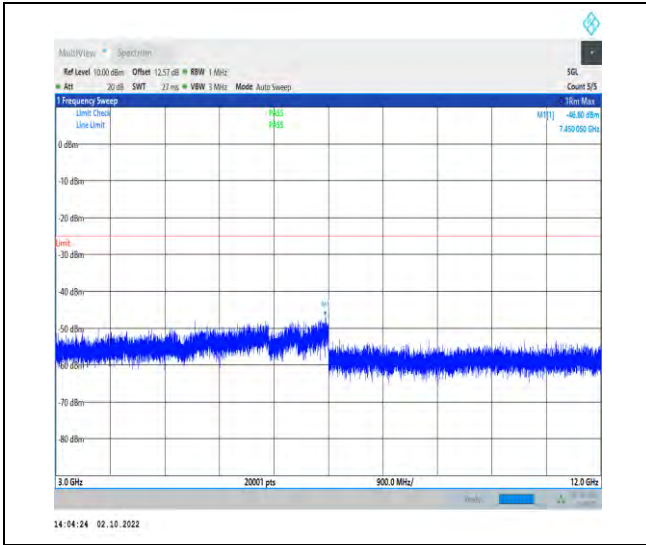 MultiView Spectrum
Ref Level 10.00 dBm Offset 12.57 dB RBW 1 MHz SGL
Att 20 dB SWT 27 ms VBW 3 MHz Mode Auto Sweep Count 5/5
1 Frequency Sweep 1Rm Max
Limit Check PASS M1[1] -46.80 dBm
Line Limit PASS 7.450 050 GHz
0 dBm
-10 dBm
-20 dBm
Limit
-30 dBm
-40 dBm
M1
-50 dBm
-60 dBm
-70 dBm
-80 dBm
3.0 GHz 20001 pts 900.0 MHz/ 12.0 GHz
Ready
14:04:24 02.10.2022